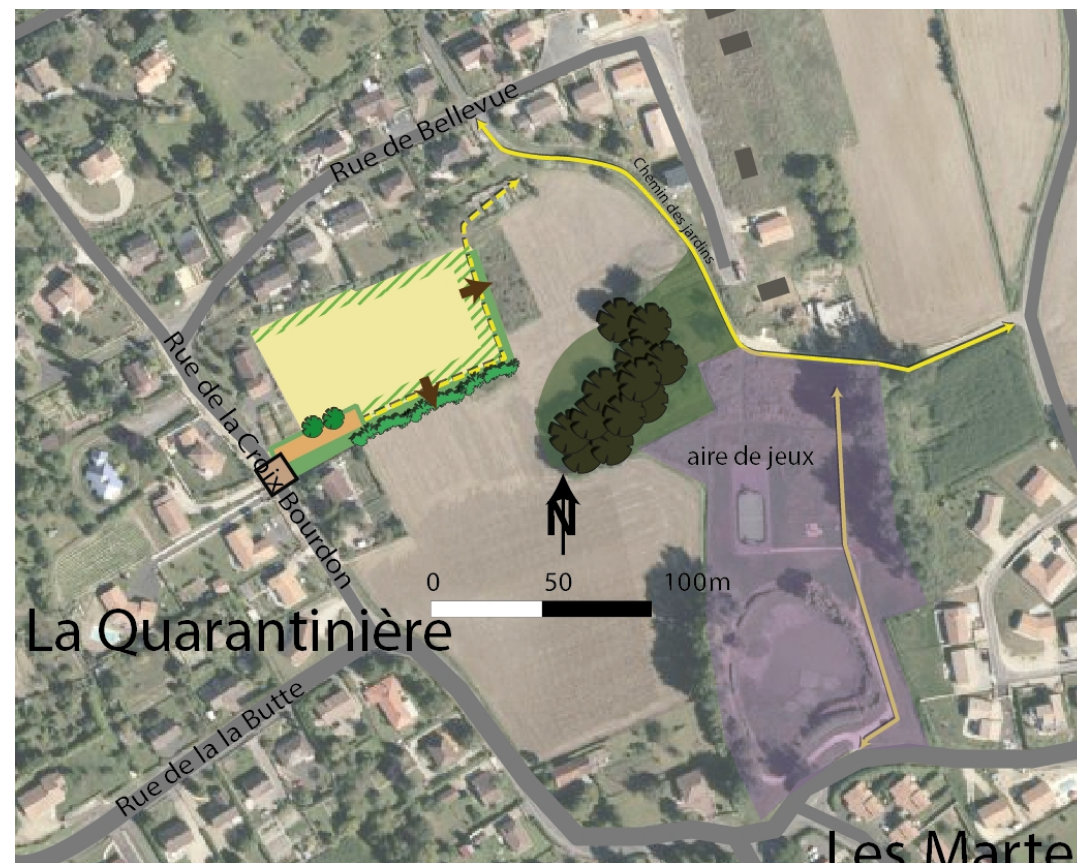 Rue de Bellevue
Chemin des jardins
Rue de la Croix Bourdon
aire de jeux
N
0 50 100m
La Quarantinière
Rue de la la Butte
Les Marte